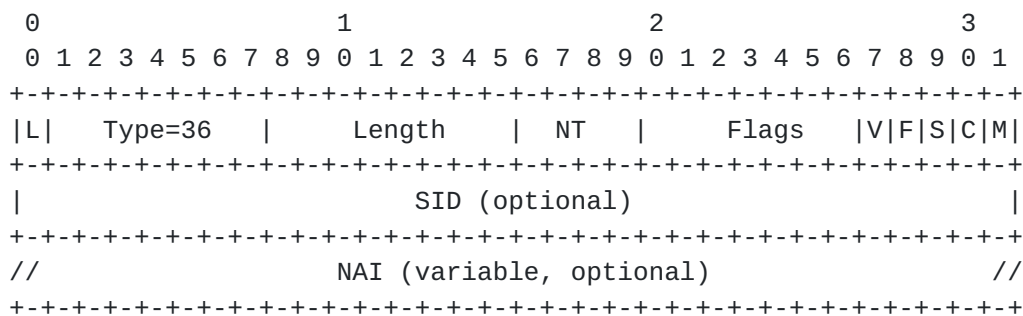 0                   1                   2                   3
 0 1 2 3 4 5 6 7 8 9 0 1 2 3 4 5 6 7 8 9 0 1 2 3 4 5 6 7 8 9 0 1
+-+-+-+-+-+-+-+-+-+-+-+-+-+-+-+-+-+-+-+-+-+-+-+-+-+-+-+-+-+-+-+-+
|L|   Type=36   |     Length    |  NT   |     Flags   |V|F|S|C|M|
+-+-+-+-+-+-+-+-+-+-+-+-+-+-+-+-+-+-+-+-+-+-+-+-+-+-+-+-+-+-+-+-+
|                         SID (optional)                        |
+-+-+-+-+-+-+-+-+-+-+-+-+-+-+-+-+-+-+-+-+-+-+-+-+-+-+-+-+-+-+-+-+
//                   NAI (variable, optional)                  //
+-+-+-+-+-+-+-+-+-+-+-+-+-+-+-+-+-+-+-+-+-+-+-+-+-+-+-+-+-+-+-+-+